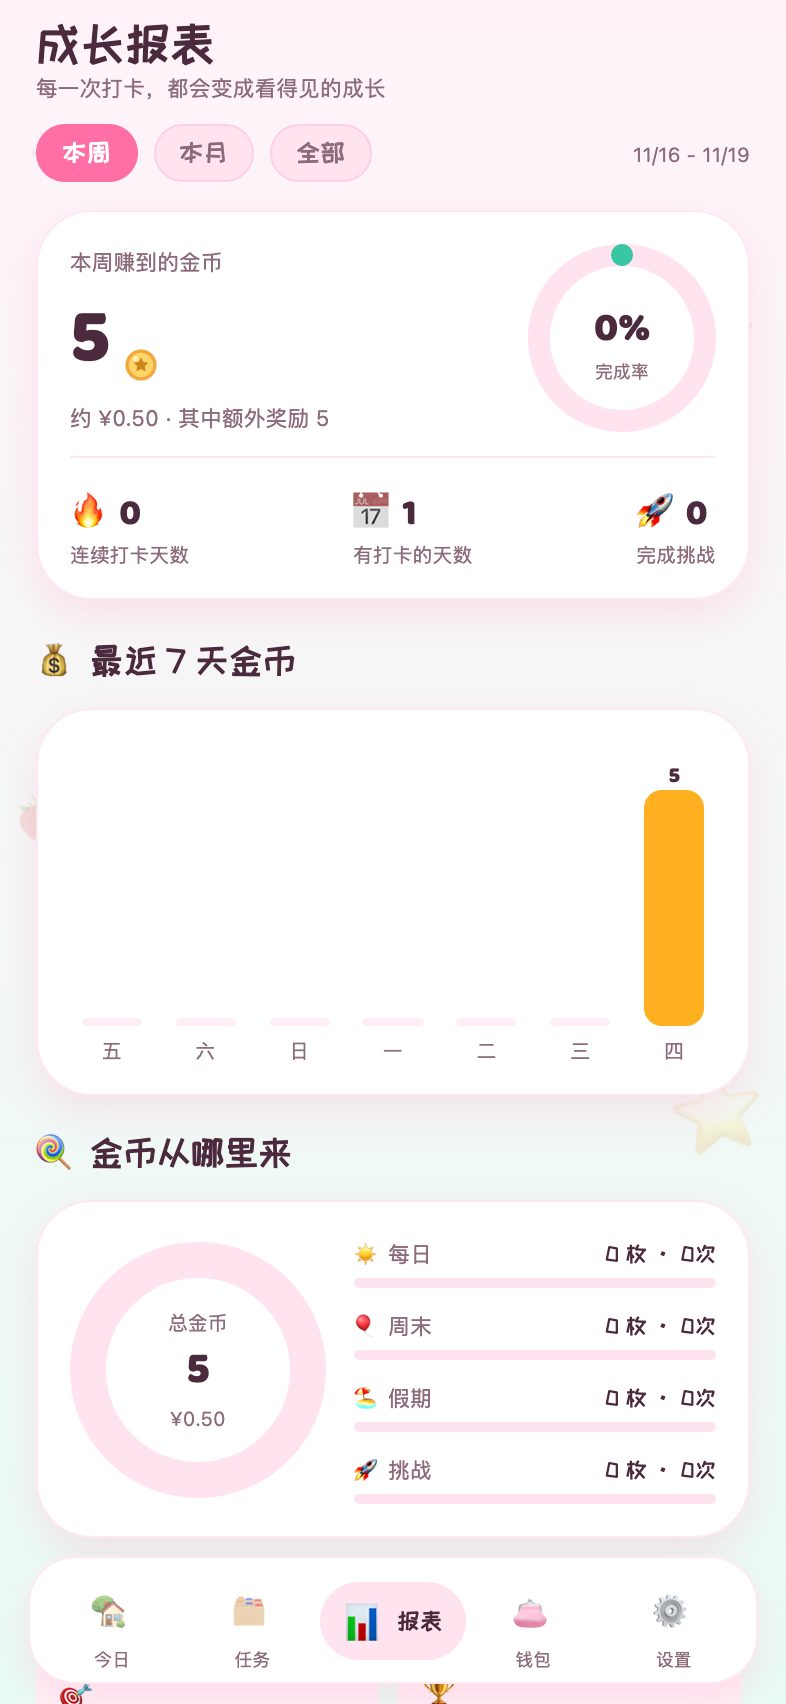 成长报表
每一次打卡，都会变成看得见的成长
本周 本月 全部 11/16 - 11/19
本周赚到的金币
5
约 ¥0.50 · 其中额外奖励 5
0%
完成率
0 JUL 17 1 0
连续打卡天数 有打卡的天数 完成挑战
最近 7 天金币
5
五 六 日 一 二 三 四
金币从哪里来
总金币
5
¥0.50
每日 0 枚 · 0次
周末 0 枚 · 0次
假期 0 枚 · 0次
挑战 0 枚 · 0次
今日 任务 报表 钱包 设置